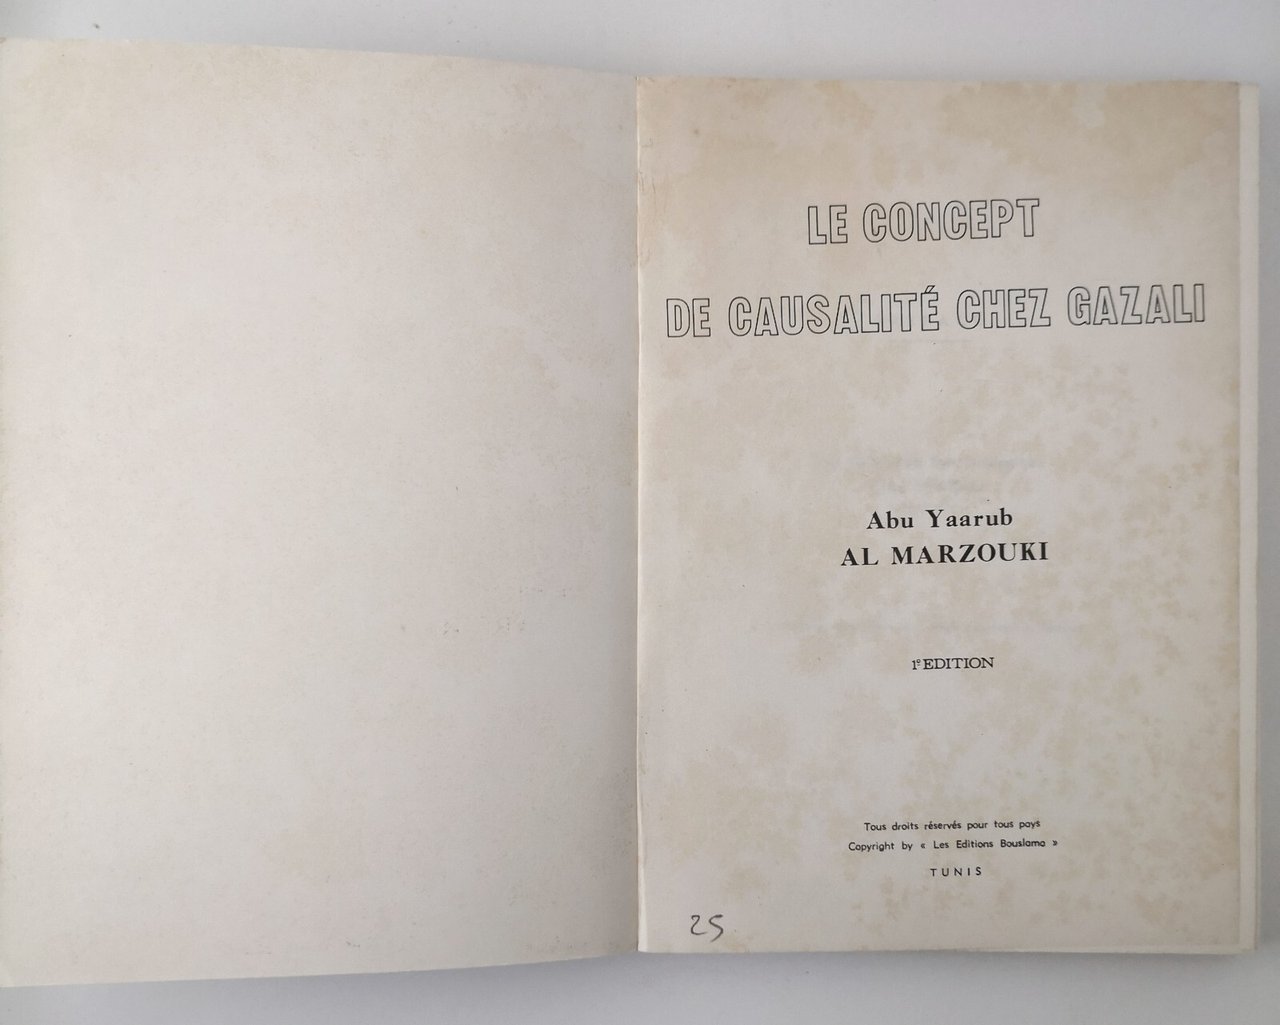 LE CONCEPT
DE CAUSALITÉ CHEZ GAZALI
Abu Yaarub
AL MARZOUKI
1e EDITION
Tous droits réservés pour tous pays
Copyright by « Les Editions Bouslama »
TUNIS
25